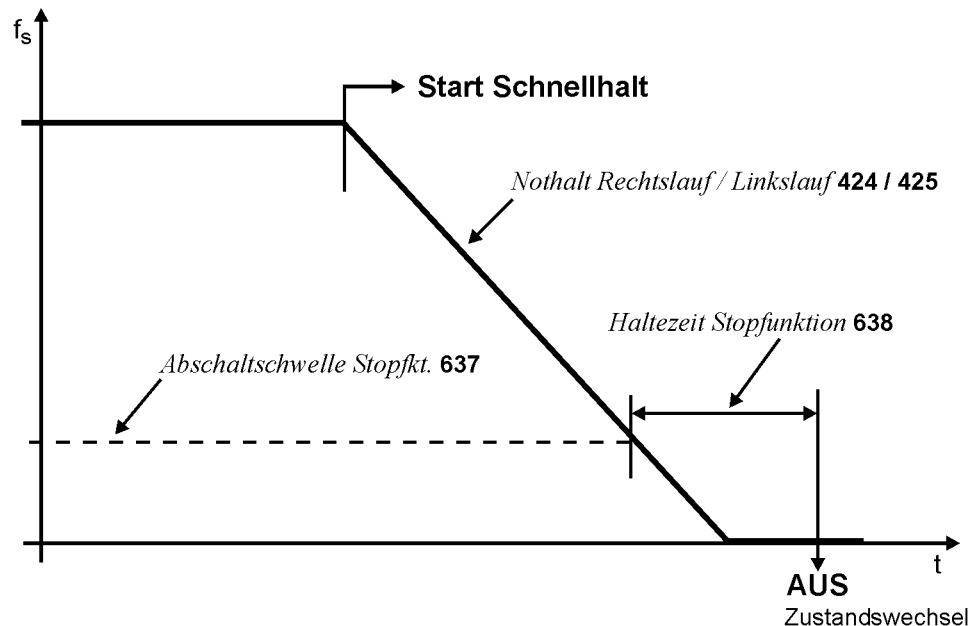 fs
Start Schnellhalt
Nothalt Rechtslauf / Linkslauf 424 / 425
Haltezeit Stopfunktion 638
Abschaltschwelle Stopfkt. 637
t
AUS
Zustandswechsel